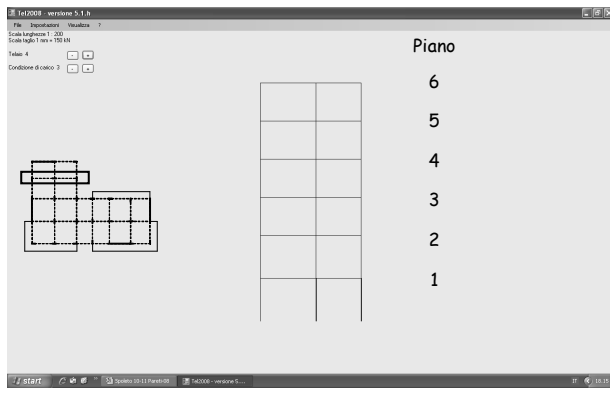 Tel2008 - versione 5.1.h
File Impostazioni Visualizza ?
Scala lunghezze 1 : 200
Scala taglio 1 mm = 150 kN
Telaio 4 - +
Condizione di carico 3 - +
Piano
6
5
4
3
2
1
start Spoleto 10-11 Pareti-08 Tel2008 - versione 5.... IT 18.15